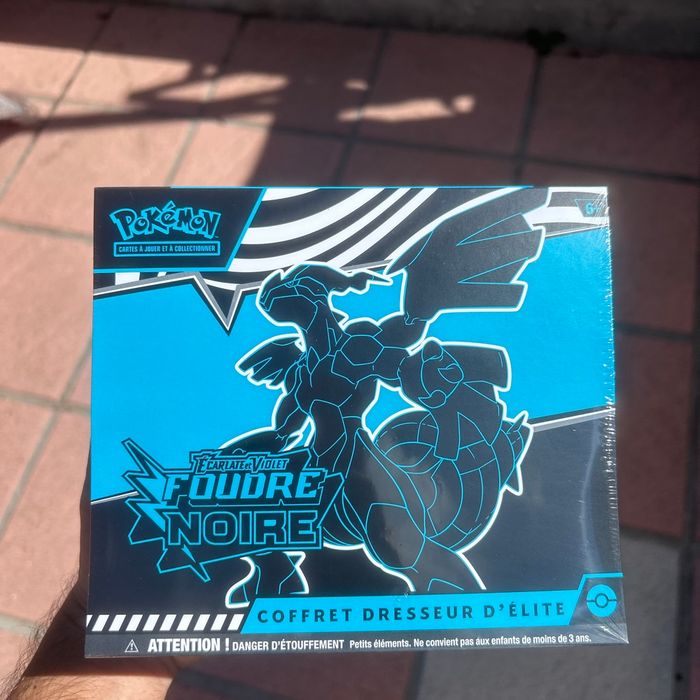 POKÉMON
CARTES À JOUER ET À COLLECTIONNER
6+
ÉCARLATE ET VIOLET
FOUDRE
NOIRE
COFFRET DRESSEUR D'ÉLITE
ATTENTION ! DANGER D'ÉTOUFFEMENT Petits éléments. Ne convient pas aux enfants de moins de 3 ans.